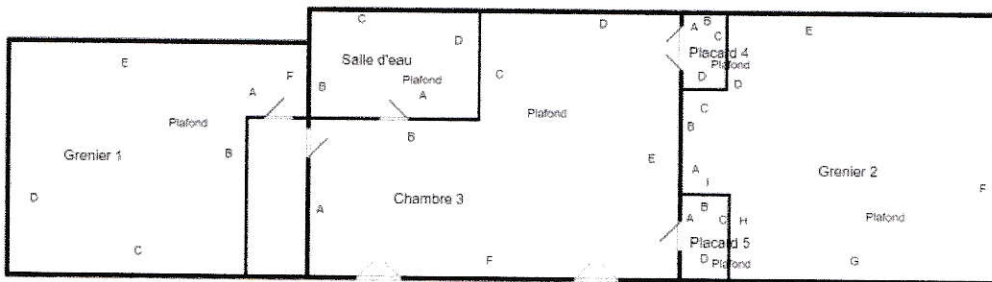 E
F
A
Plafond
Grenier 1
B
D
C
C
D
Salle d'eau
B
Plafond
A
D
C
Plafond
B
E
Chambre 3
A
F
A
B
C
Placard 4
Plafond
D
D
C
B
A
I
B
A
C
H
Placard 5
D
Plafond
E
Grenier 2
F
Plafond
G